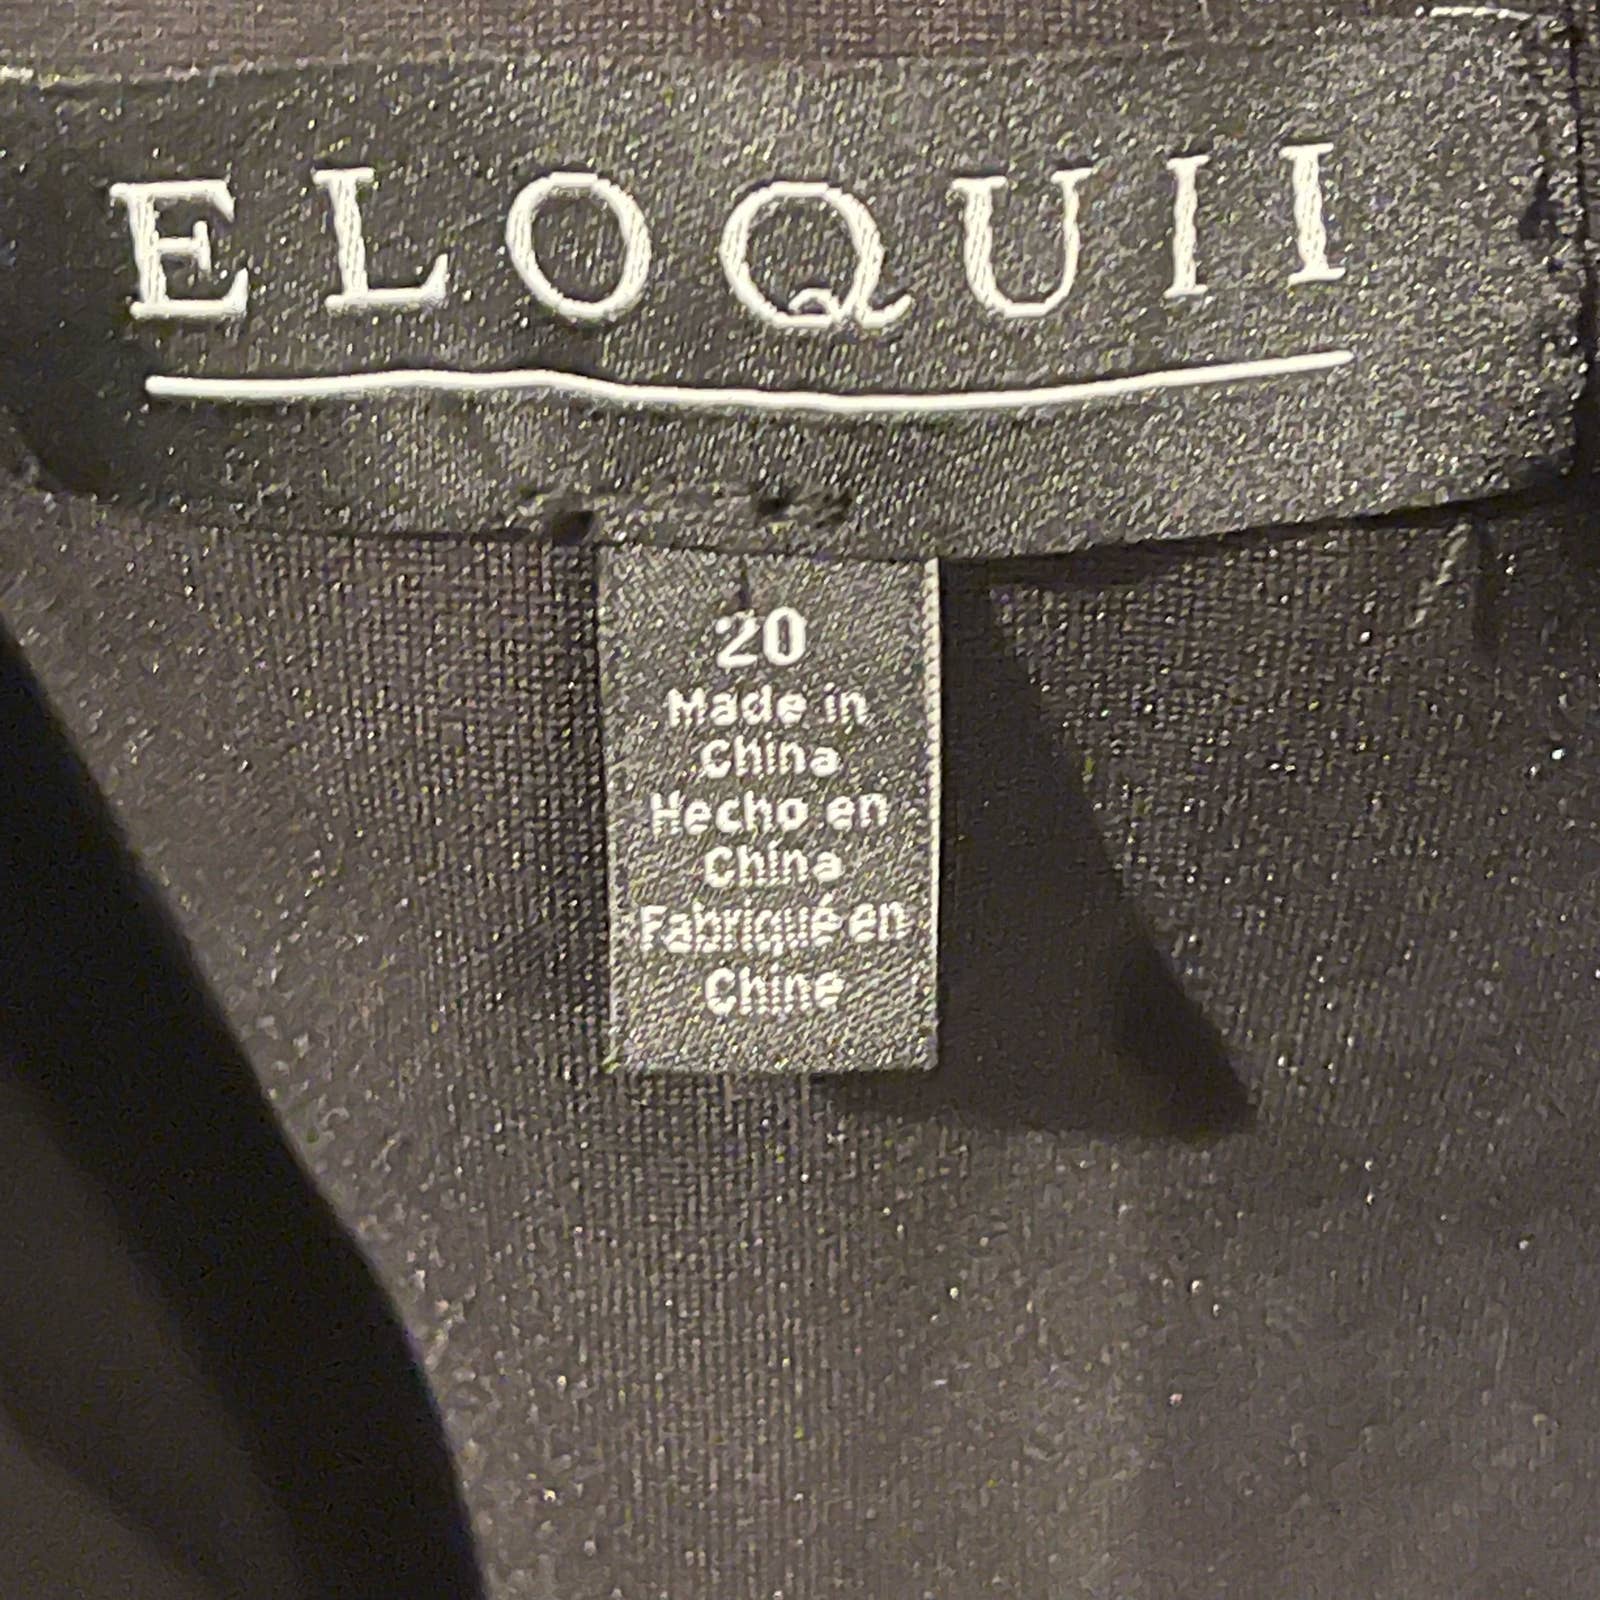 ELOQUII
20
Made in
China
Hecho en
China
Fabriqué en
Chine